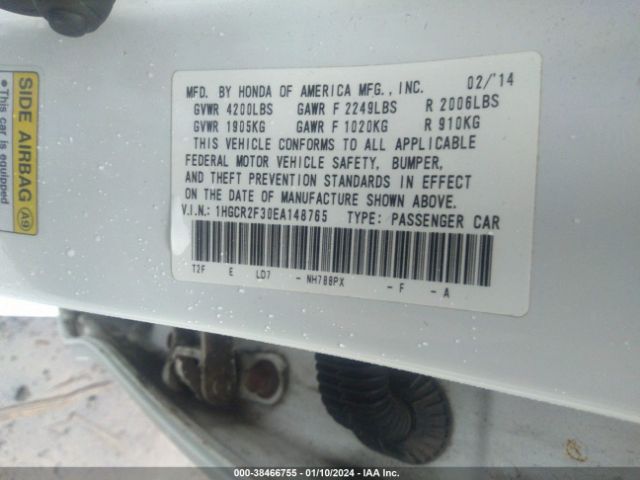 SIDE AIRBAG A9
•This car is equipped
MFD. BY HONDA OF AMERICA MFG., INC. 02/'14
GVWR 4200LBS GAWR F 2249LBS R 2006LBS
GVWR 1905KG GAWR F 1020KG R 910KG
THIS VEHICLE CONFORMS TO ALL APPLICABLE
FEDERAL MOTOR VEHICLE SAFETY, BUMPER,
AND THEFT PREVENTION STANDARDS IN EFFECT
ON THE DATE OF MANUFACTURE SHOWN ABOVE.
V.I.N.: 1HGCR2F30EA148765 TYPE: PASSENGER CAR
T2F E LD7 - NH788PX - F - A
000-38466755 - 01/10/2024 - IAA Inc.